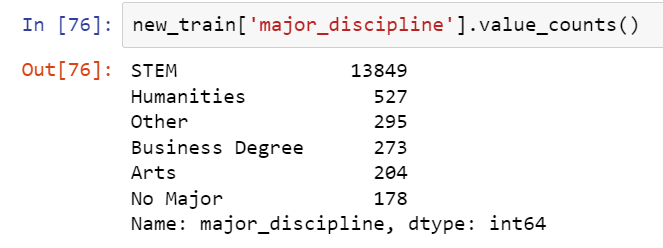 In [76]: new_train['major_discipline'].value_counts()
Out[76]: STEM 13849
Humanities 527
Other 295
Business Degree 273
Arts 204
No Major 178
Name: major_discipline, dtype: int64